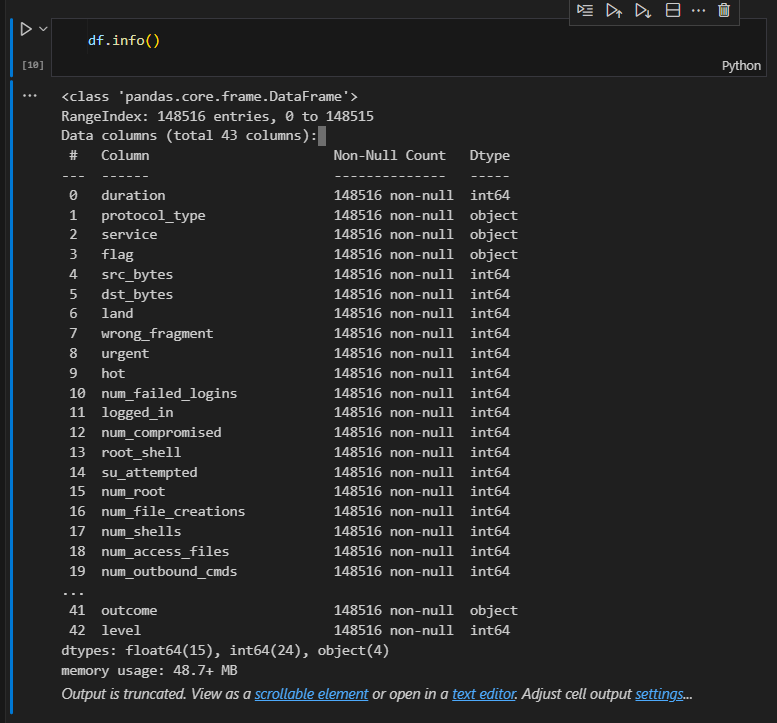 df.info()
[10]
Python
...
<class 'pandas.core.frame.DataFrame'>
RangeIndex: 148516 entries, 0 to 148515
Data columns (total 43 columns):
 #   Column                       Non-Null Count   Dtype
---  ------                       --------------   -----
 0   duration                     148516 non-null  int64
 1   protocol_type                148516 non-null  object
 2   service                      148516 non-null  object
 3   flag                         148516 non-null  object
 4   src_bytes                    148516 non-null  int64
 5   dst_bytes                    148516 non-null  int64
 6   land                         148516 non-null  int64
 7   wrong_fragment               148516 non-null  int64
 8   urgent                       148516 non-null  int64
 9   hot                          148516 non-null  int64
 10  num_failed_logins            148516 non-null  int64
 11  logged_in                    148516 non-null  int64
 12  num_compromised              148516 non-null  int64
 13  root_shell                   148516 non-null  int64
 14  su_attempted                 148516 non-null  int64
 15  num_root                     148516 non-null  int64
 16  num_file_creations           148516 non-null  int64
 17  num_shells                   148516 non-null  int64
 18  num_access_files             148516 non-null  int64
 19  num_outbound_cmds            148516 non-null  int64
...
 41  outcome                      148516 non-null  object
 42  level                        148516 non-null  int64
dtypes: float64(15), int64(24), object(4)
memory usage: 48.7+ MB
Output is truncated. View as a scrollable element or open in a text editor. Adjust cell output settings...